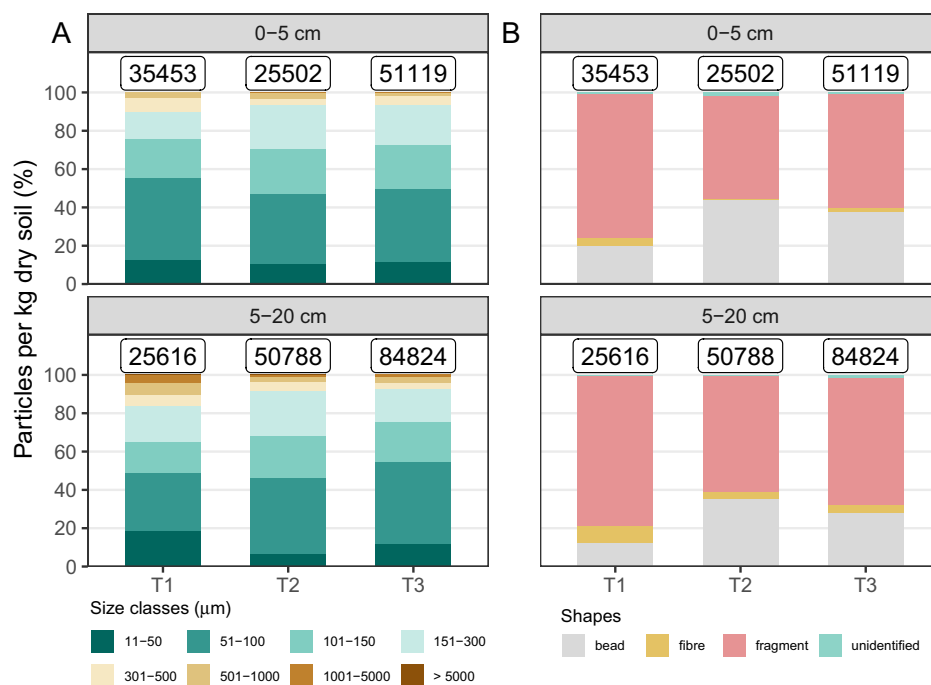 A
0−5 cm
35453 25502 51119
100
80
60
40
20
0
5−20 cm
25616 50788 84824
100
80
60
40
20
0
T1 T2 T3
Particles per kg dry soil (%)
Size classes (μm)
11−50 51−100 101−150 151−300
301−500 501−1000 1001−5000 > 5000
B
0−5 cm
35453 25502 51119
5−20 cm
25616 50788 84824
T1 T2 T3
Shapes
bead fibre fragment unidentified